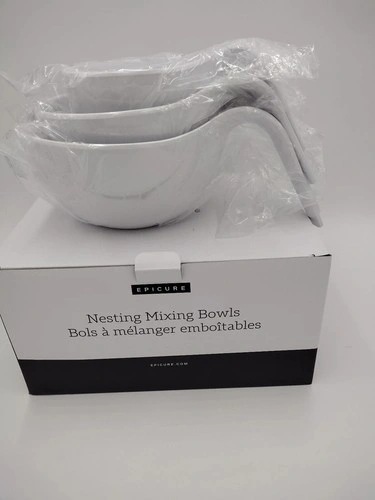 EPICURE
Nesting Mixing Bowls
Bols à mélanger emboîtables
EPICURE.COM